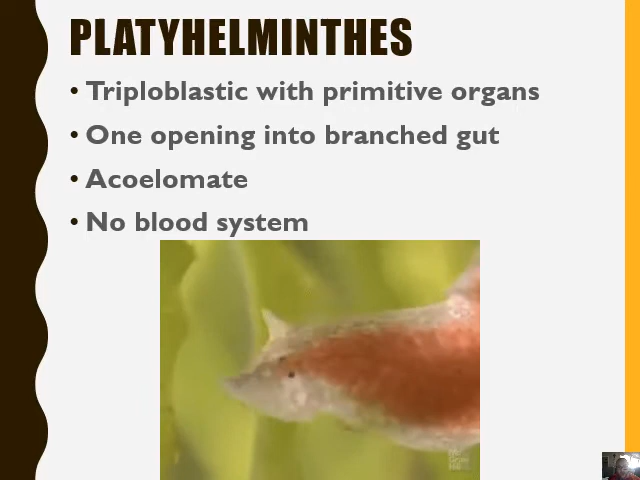 PLATYHELMINTHES
• Triploblastic with primitive organs
• One opening into branched gut
• Acoelomate
• No blood system